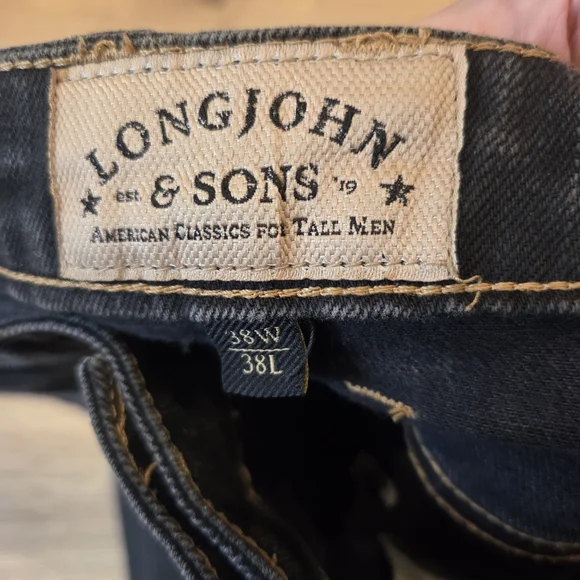 LONGJOHN
est. & SONS '19
AMERICAN CLASSICS FOR TALL MEN
38W
38L